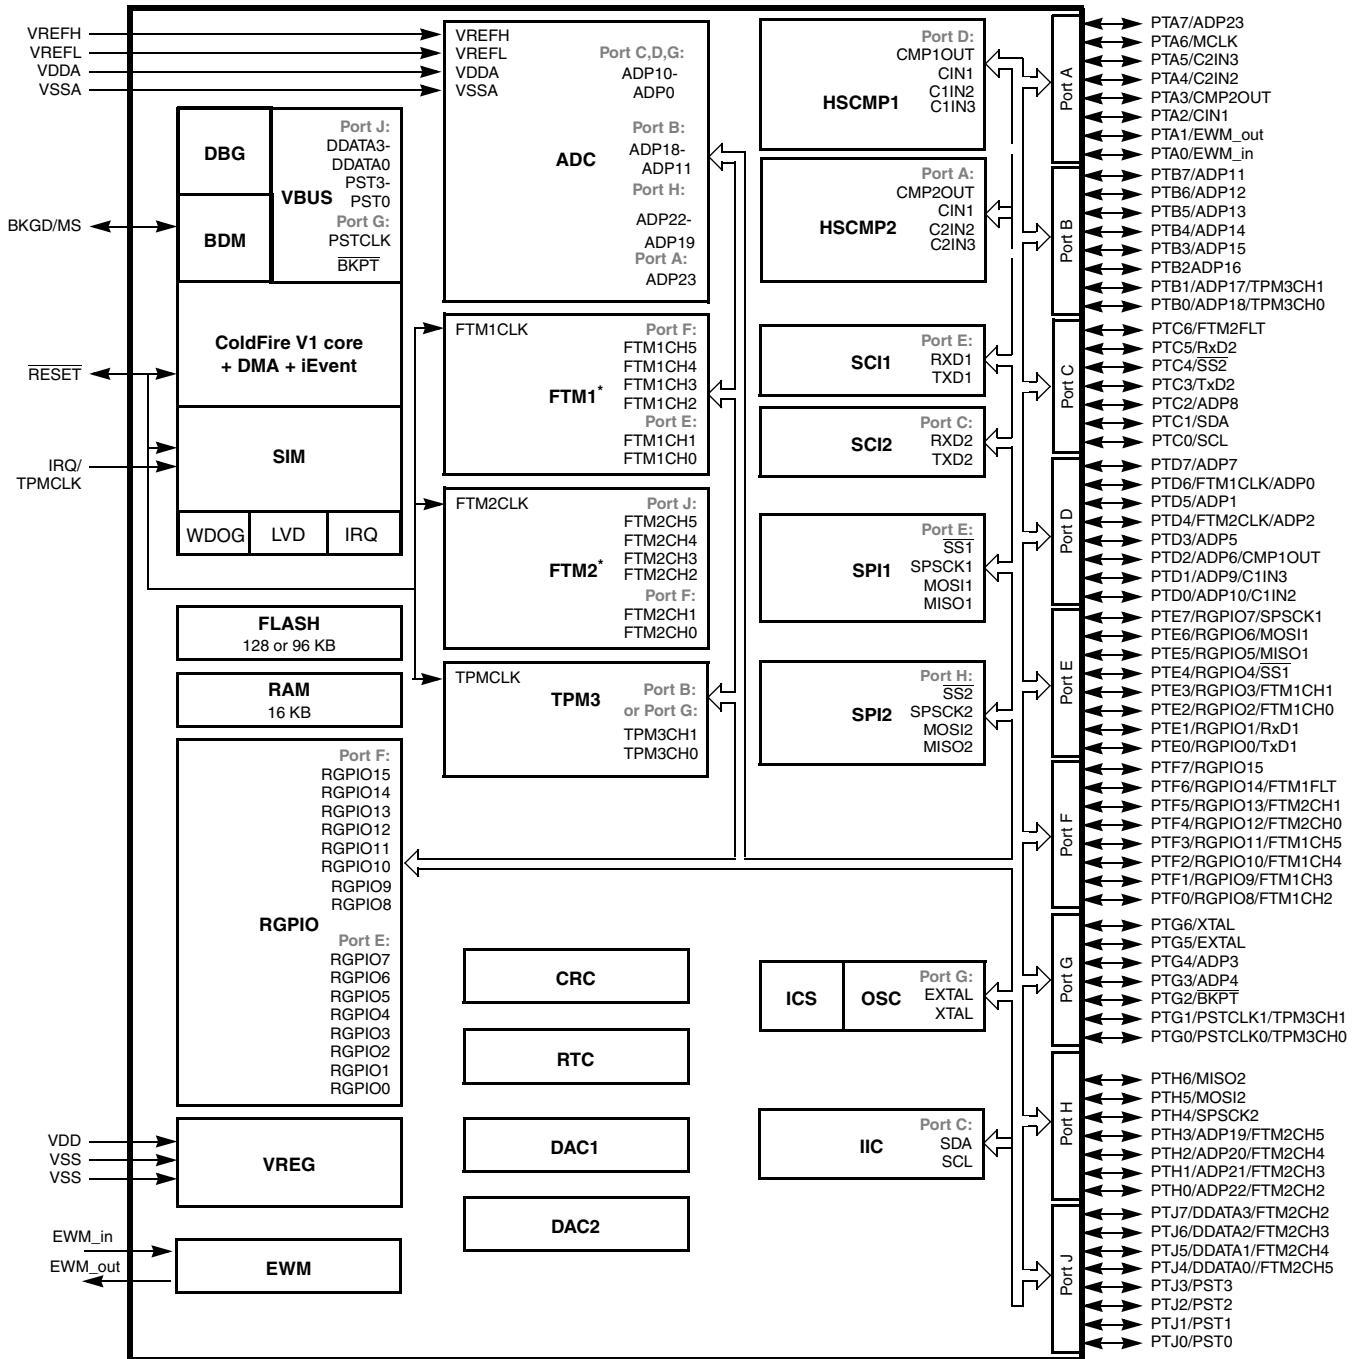 VREFH
VREFL
VDDA
VSSA
BKGD/MS
RESET
IRQ/
TPMCLK
VDD
VSS
VSS
EWM_in
EWM_out
DBG
BDM
VBUS
Port J:
DDATA3-
DDATA0
PST3-
PST0
Port G:
PSTCLK
BKPT
ColdFire V1 core
+ DMA + iEvent
SIM
WDOG
LVD
IRQ
FLASH
128 or 96 KB
RAM
16 KB
RGPIO
Port F:
RGPIO15
RGPIO14
RGPIO13
RGPIO12
RGPIO11
RGPIO10
RGPIO9
RGPIO8
Port E:
RGPIO7
RGPIO6
RGPIO5
RGPIO4
RGPIO3
RGPIO2
RGPIO1
RGPIO0
VREG
EWM
VREFH
VREFL
VDDA
VSSA
ADC
Port C,D,G:
ADP10-
ADP0
Port B:
ADP18-
ADP11
Port H:
ADP22-
ADP19
Port A:
ADP23
FTM1CLK
FTM1*
Port F:
FTM1CH5
FTM1CH4
FTM1CH3
FTM1CH2
Port E:
FTM1CH1
FTM1CH0
FTM2CLK
FTM2*
Port J:
FTM2CH5
FTM2CH4
FTM2CH3
FTM2CH2
Port F:
FTM2CH1
FTM2CH0
TPMCLK
TPM3
Port B:
or Port G:
TPM3CH1
TPM3CH0
CRC
RTC
DAC1
DAC2
HSCMP1
Port D:
CMP1OUT
CIN1
C1IN2
C1IN3
HSCMP2
Port A:
CMP2OUT
CIN1
C2IN2
C2IN3
SCI1
Port E:
RXD1
TXD1
SCI2
Port C:
RXD2
TXD2
SPI1
Port E:
SS1
SPSCK1
MOSI1
MISO1
SPI2
Port H:
SS2
SPSCK2
MOSI2
MISO2
ICS
OSC
Port G:
EXTAL
XTAL
IIC
Port C:
SDA
SCL
Port A
PTA7/ADP23
PTA6/MCLK
PTA5/C2IN3
PTA4/C2IN2
PTA3/CMP2OUT
PTA2/CIN1
PTA1/EWM_out
PTA0/EWM_in
Port B
PTB7/ADP11
PTB6/ADP12
PTB5/ADP13
PTB4/ADP14
PTB3/ADP15
PTB2ADP16
PTB1/ADP17/TPM3CH1
PTB0/ADP18/TPM3CH0
Port C
PTC6/FTM2FLT
PTC5/RxD2
PTC4/SS2
PTC3/TxD2
PTC2/ADP8
PTC1/SDA
PTC0/SCL
Port D
PTD7/ADP7
PTD6/FTM1CLK/ADP0
PTD5/ADP1
PTD4/FTM2CLK/ADP2
PTD3/ADP5
PTD2/ADP6/CMP1OUT
PTD1/ADP9/C1IN3
PTD0/ADP10/C1IN2
Port E
PTE7/RGPIO7/SPSCK1
PTE6/RGPIO6/MOSI1
PTE5/RGPIO5/MISO1
PTE4/RGPIO4/SS1
PTE3/RGPIO3/FTM1CH1
PTE2/RGPIO2/FTM1CH0
PTE1/RGPIO1/RxD1
PTE0/RGPIO0/TxD1
Port F
PTF7/RGPIO15
PTF6/RGPIO14/FTM1FLT
PTF5/RGPIO13/FTM2CH1
PTF4/RGPIO12/FTM2CH0
PTF3/RGPIO11/FTM1CH5
PTF2/RGPIO10/FTM1CH4
PTF1/RGPIO9/FTM1CH3
PTF0/RGPIO8/FTM1CH2
Port G
PTG6/XTAL
PTG5/EXTAL
PTG4/ADP3
PTG3/ADP4
PTG2/BKPT
PTG1/PSTCLK1/TPM3CH1
PTG0/PSTCLK0/TPM3CH0
Port H
PTH6/MISO2
PTH5/MOSI2
PTH4/SPSCK2
PTH3/ADP19/FTM2CH5
PTH2/ADP20/FTM2CH4
PTH1/ADP21/FTM2CH3
PTH0/ADP22/FTM2CH2
Port J
PTJ7/DDATA3/FTM2CH2
PTJ6/DDATA2/FTM2CH3
PTJ5/DDATA1/FTM2CH4
PTJ4/DDATA0//FTM2CH5
PTJ3/PST3
PTJ2/PST2
PTJ1/PST1
PTJ0/PST0